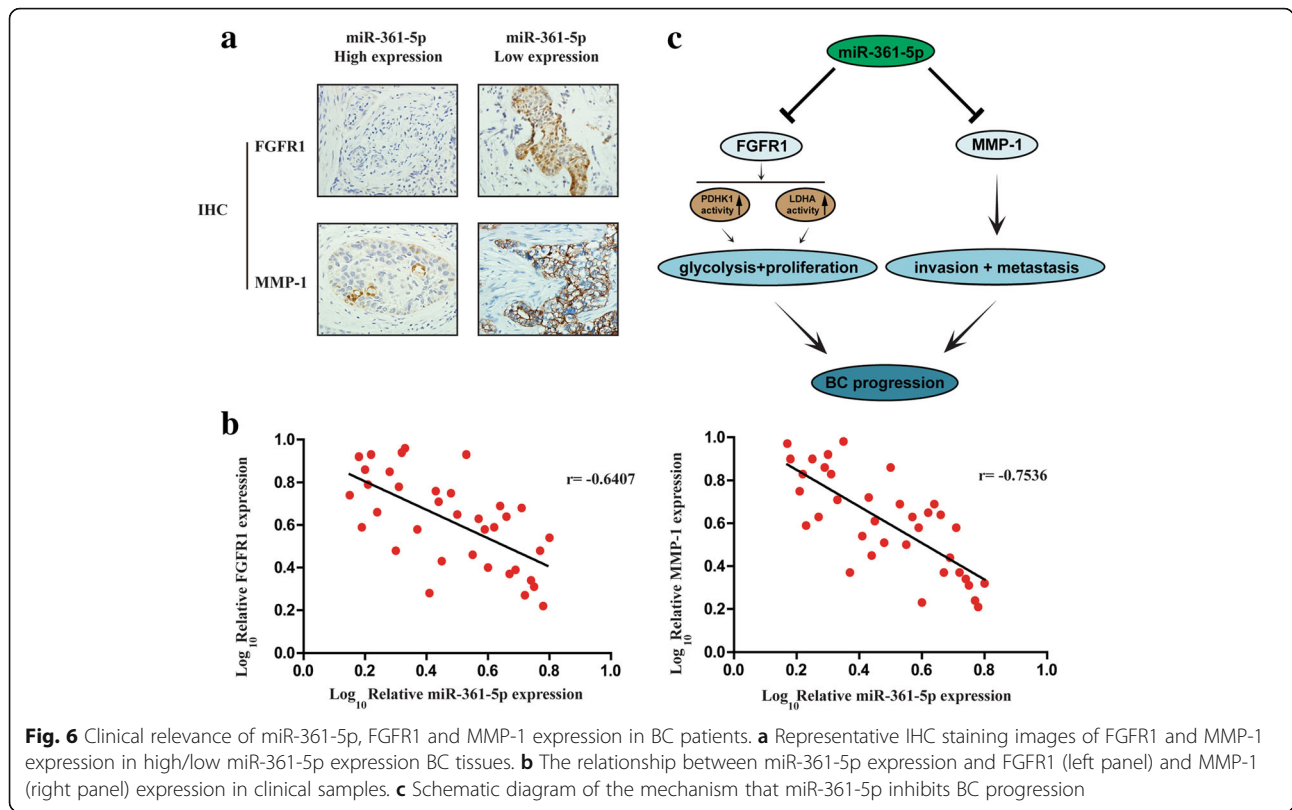 a
miR-361-5p
High expression
miR-361-5p
Low expression
IHC
FGFR1
MMP-1
c
miR-361-5p
FGFR1
MMP-1
PDHK1
activity
LDHA
activity
glycolysis+proliferation
invasion + metastasis
BC progression
b
Log10 Relative FGFR1 expression
1.0
0.8
0.6
0.4
0.2
0.0
0.0 0.2 0.4 0.6 0.8 1.0
Log10 Relative miR-361-5p expression
r= -0.6407
Log10 Relative MMP-1 expression
1.0
0.8
0.6
0.4
0.2
0.0
0.0 0.2 0.4 0.6 0.8 1.0
Log10 Relative miR-361-5p expression
r= -0.7536
Fig. 6 Clinical relevance of miR-361-5p, FGFR1 and MMP-1 expression in BC patients. a Representative IHC staining images of FGFR1 and MMP-1
expression in high/low miR-361-5p expression BC tissues. b The relationship between miR-361-5p expression and FGFR1 (left panel) and MMP-1
(right panel) expression in clinical samples. c Schematic diagram of the mechanism that miR-361-5p inhibits BC progression